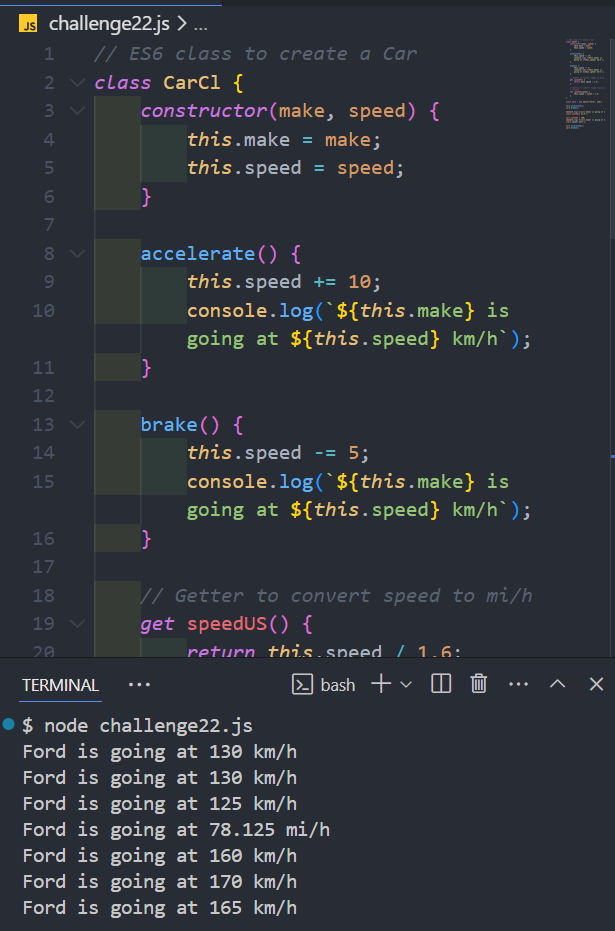 JS challenge22.js > ...
1 // ES6 class to create a Car
2 class CarCl {
3 constructor(make, speed) {
4 this.make = make;
5 this.speed = speed;
6 }
7
8 accelerate() {
9 this.speed += 10;
10 console.log(`${this.make} is
going at ${this.speed} km/h`);
11 }
12
13 brake() {
14 this.speed -= 5;
15 console.log(`${this.make} is
going at ${this.speed} km/h`);
16 }
17
18 // Getter to convert speed to mi/h
19 get speedUS() {
20 return this.speed / 1.6;
TERMINAL ... bash ...
$ node challenge22.js
Ford is going at 130 km/h
Ford is going at 130 km/h
Ford is going at 125 km/h
Ford is going at 78.125 mi/h
Ford is going at 160 km/h
Ford is going at 170 km/h
Ford is going at 165 km/h